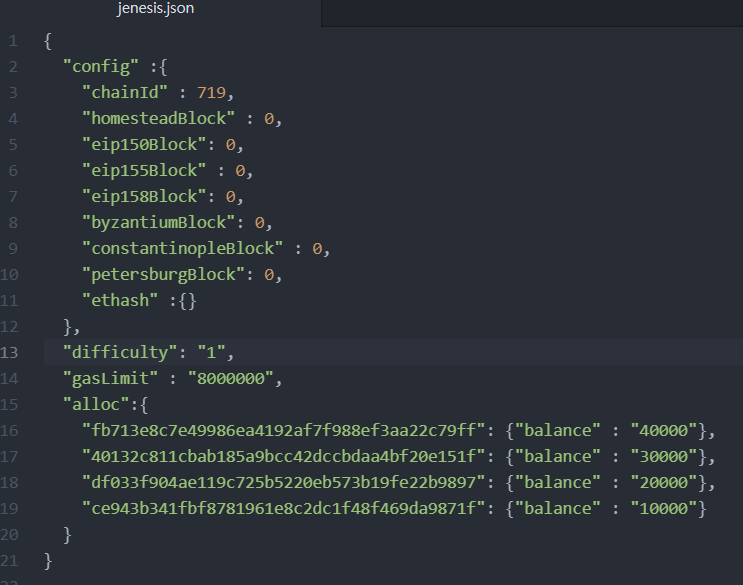 jenesis.json
1 {
2 "config" :{
3 "chainId" : 719,
4 "homesteadBlock" : 0,
5 "eip150Block": 0,
6 "eip155Block" : 0,
7 "eip158Block": 0,
8 "byzantiumBlock": 0,
9 "constantinopleBlock" : 0,
10 "petersburgBlock": 0,
11 "ethash" :{}
12 },
13 "difficulty": "1",
14 "gasLimit" : "8000000",
15 "alloc":{
16 "fb713e8c7e49986ea4192af7f988ef3aa22c79ff": {"balance" : "40000"},
17 "40132c811cbab185a9bcc42dccbdaa4bf20e151f": {"balance" : "30000"},
18 "df033f904ae119c725b5220eb573b19fe22b9897": {"balance" : "20000"},
19 "ce943b341fbf8781961e8c2dc1f48f469da9871f": {"balance" : "10000"}
20 }
21 }